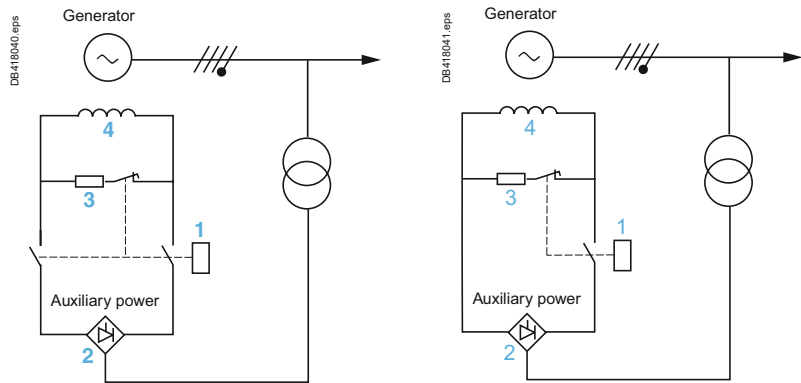 DB418040.eps
Generator
4
3
1
Auxiliary power
2
DB418041.eps
Generator
4
3
1
Auxiliary power
2